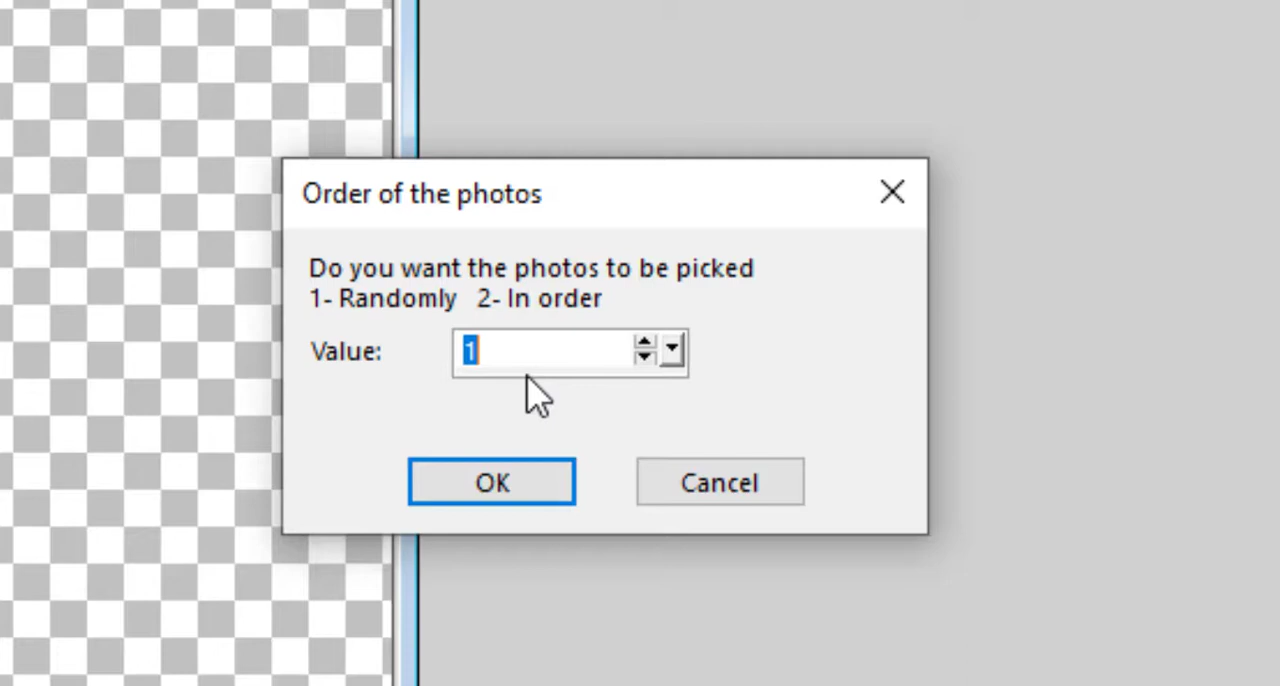 Order of the photos
Do you want the photos to be picked
1- Randomly 2- In order
Value: 1
OK Cancel